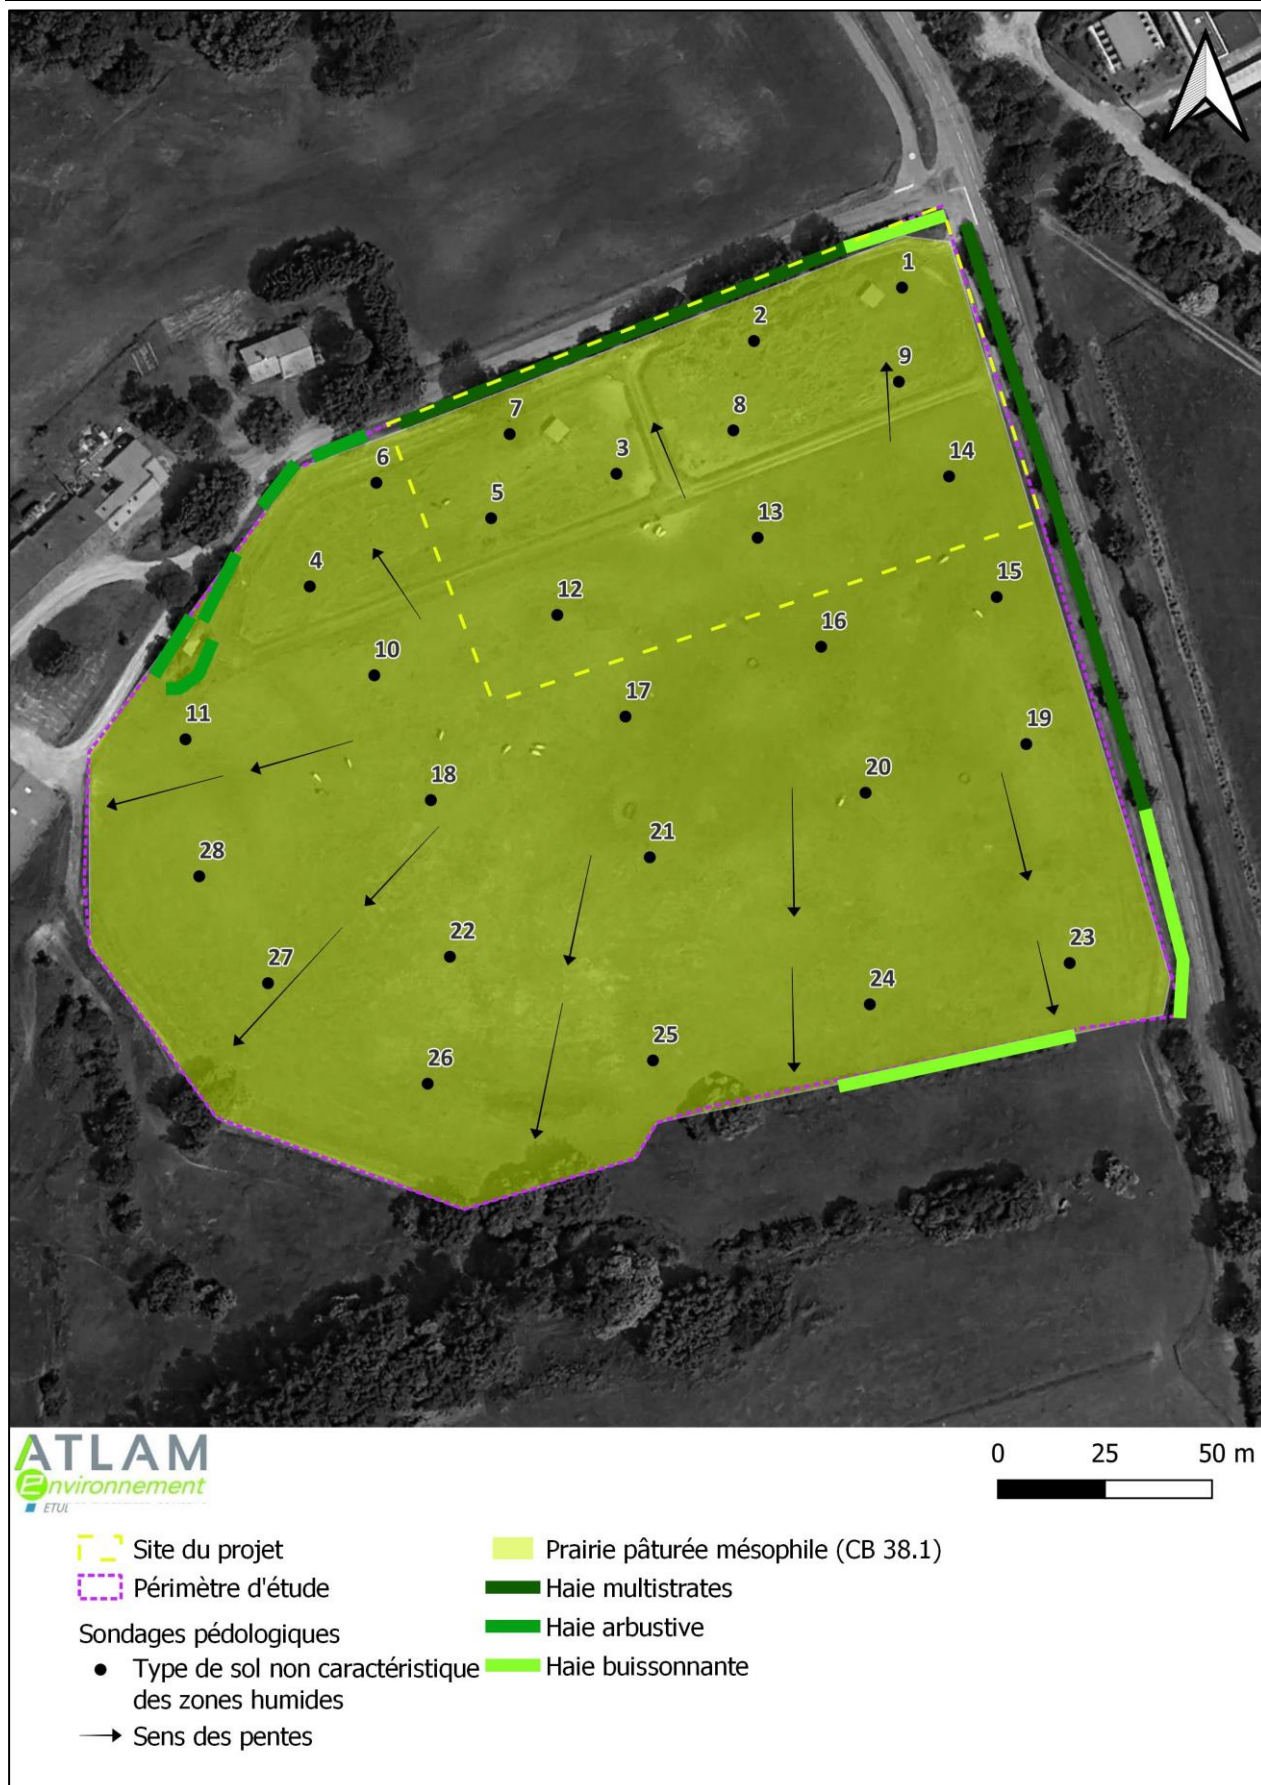 1
2
9
8
7
3
6
14
5
13
4
15
12
16
10
17
11
19
20
18
21
28
22
23
27
24
25
26
ATLAM
Environnement
ETUD
0 25 50 m
Site du projet
Périmètre d'étude
Sondages pédologiques
Type de sol non caractéristique
des zones humides
Sens des pentes
Prairie pâturée mésophile (CB 38.1)
Haie multistrates
Haie arbustive
Haie buissonnante